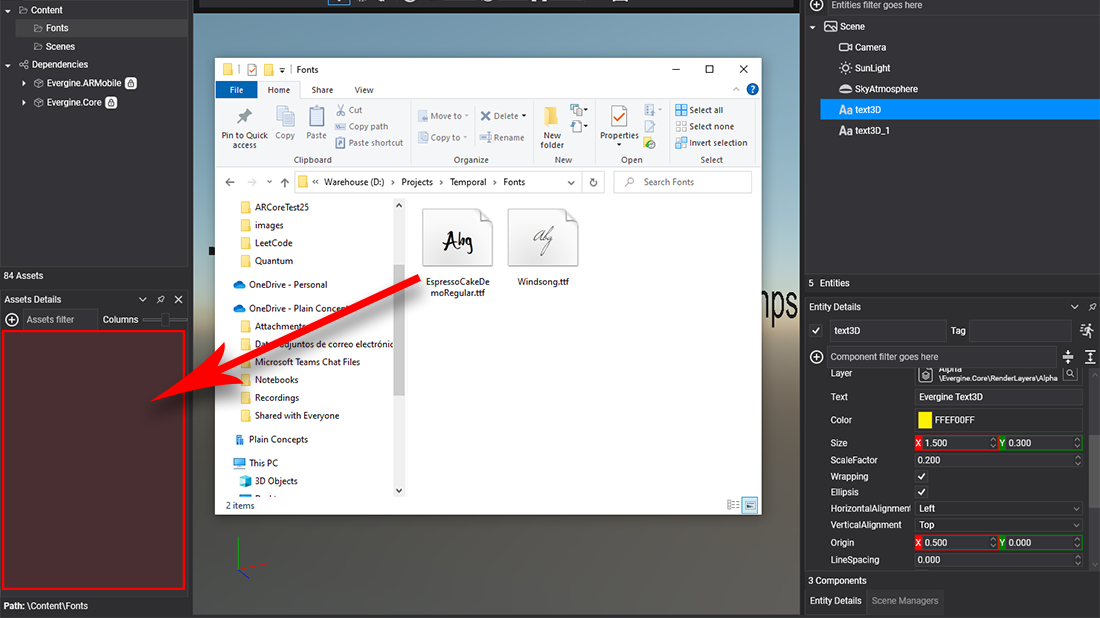 Content
Fonts
Scenes
Dependencies
Evergine.ARMobile
Evergine.Core
84 Assets
Assets Details
Assets filter
Columns
Path: \Content\Fonts
Fonts
File
Home
Share
View
Pin to Quick
access
Copy
Paste
Cut
Copy path
Paste shortcut
Clipboard
Move to
Copy to
Delete
Rename
Organize
New
folder
New
Properties
Open
Select all
Select none
Invert selection
Select
« Warehouse (D:) > Projects > Temporal > Fonts
Search Fonts
ARCoreTest25
images
LeetCode
Quantum
OneDrive - Personal
OneDrive - Plain Concept
Attachments
Datos adjuntos de correo electrónic
Microsoft Teams Chat Files
Notebooks
Recordings
Shared with Everyone
Plain Concepts
This PC
3D Objects
2 items
Abg
EspressoCakeDe
moRegular.ttf
Abg
Windsong.ttf
mps
Entities filter goes here
Scene
Camera
SunLight
SkyAtmosphere
Aa text3D
Aa text3D_1
5 Entities
Entity Details
text3D
Tag
Component filter goes here
Layer
Alpha
\Evergine.Core\RenderLayers\Alpha
Text
Evergine Text3D
Color
FFEF00FF
Size
X 1.500
Y 0.300
ScaleFactor
0.200
Wrapping
Ellipsis
HorizontalAlignment
Left
VerticalAlignment
Top
Origin
X 0.500
Y 0.000
LineSpacing
0.000
3 Components
Entity Details
Scene Managers